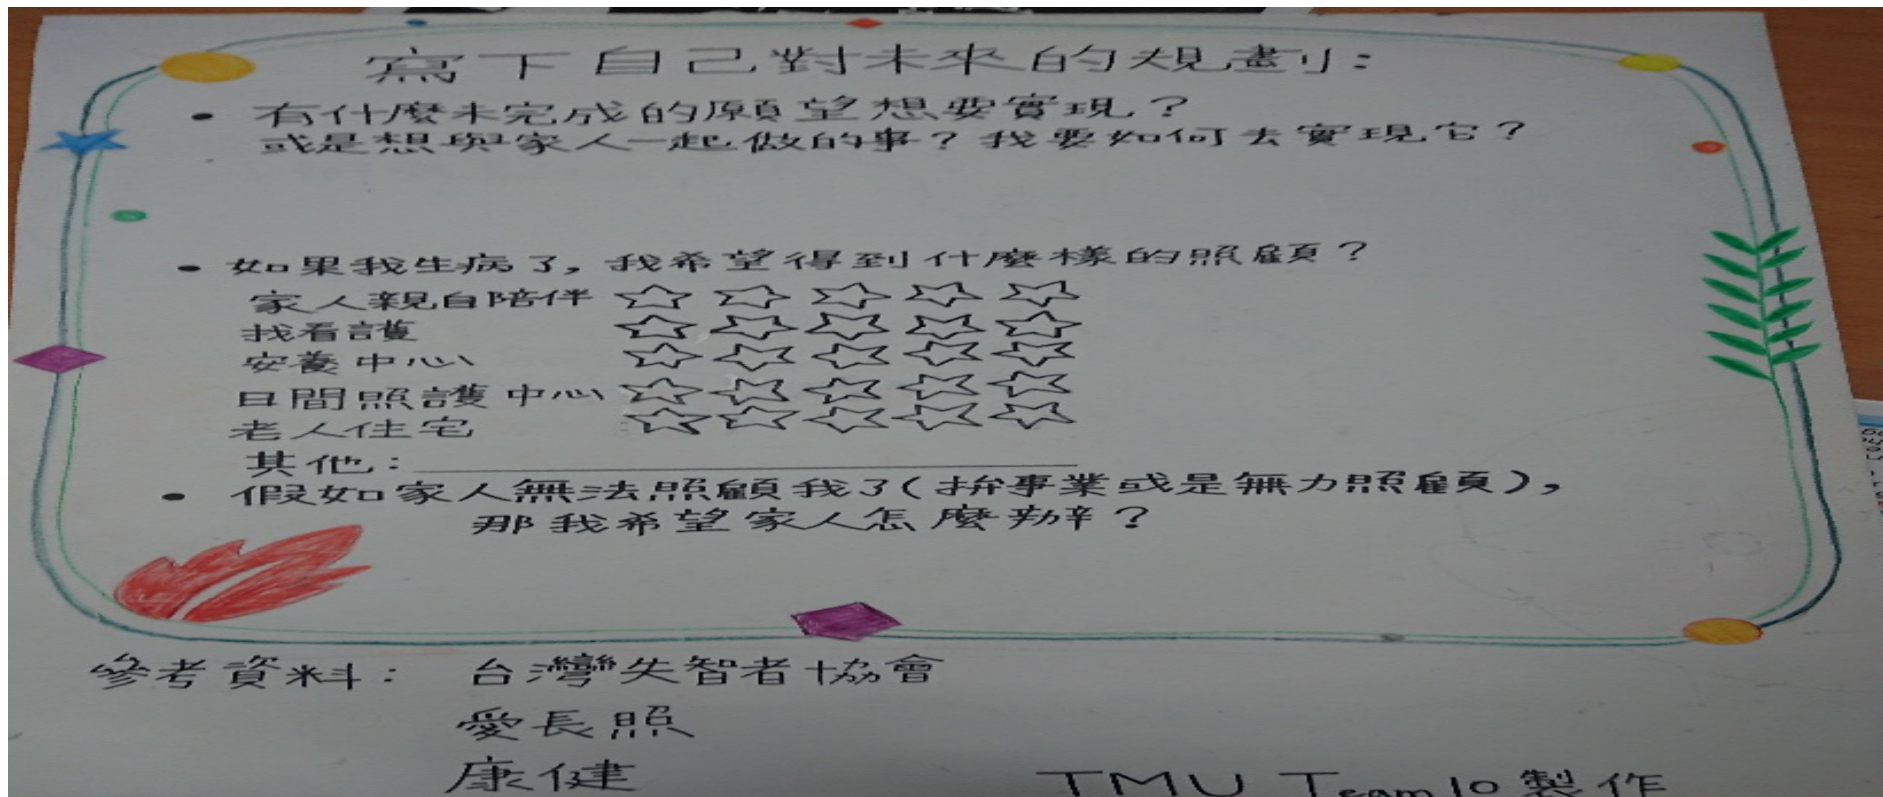 寫下自己對未來的規劃:
• 有什麼未完成的願望想要實現?
或是想與家人一起做的事?我要如何去實現它?
• 如果我生病了,我希望得到什麼樣的照顧?
家人親自陪伴 ☆ ☆ ☆ ☆ ☆
找看護 ☆ ☆ ☆ ☆ ☆
安養中心 ☆ ☆ ☆ ☆ ☆
日間照護中心 ☆ ☆ ☆ ☆ ☆
老人住宅 ☆ ☆ ☆ ☆ ☆
其他:
• 假如家人無法照顧我了(拚事業或是無力照顧),
那我希望家人怎麼辦?
參考資料: 台灣失智者協會
愛長照
康健
TMU Team 10 製作